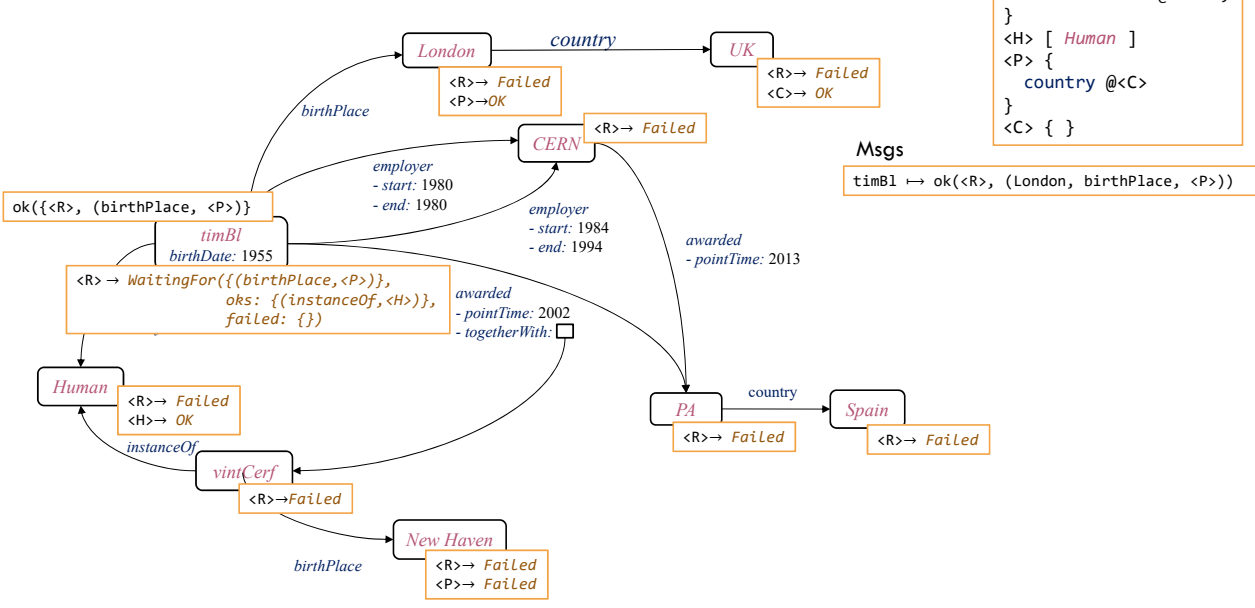 }
<H> [ Human ]
<P> {
country @<C>
}
<C> { }
Msgs
timBl ↦ ok(<R>, (London, birthPlace, <P>))
London
country
UK
<R>→ Failed
<P>→OK
<R>→ Failed
<C>→ OK
birthPlace
CERN
<R>→ Failed
employer
- start: 1980
- end: 1980
ok({<R>, (birthPlace, <P>)}
timBl
birthDate: 1955
employer
- start: 1984
- end: 1994
awarded
- pointTime: 2013
<R> → WaitingFor({(birthPlace,<P>)},
oks: {(instanceOf,<H>)},
failed: {})
awarded
- pointTime: 2002
- togetherWith:
Human
<R>→ Failed
<H>→ OK
PA
country
Spain
<R>→ Failed
<R>→ Failed
instanceOf
vintCerf
<R>→Failed
New Haven
birthPlace
<R>→ Failed
<P>→ Failed